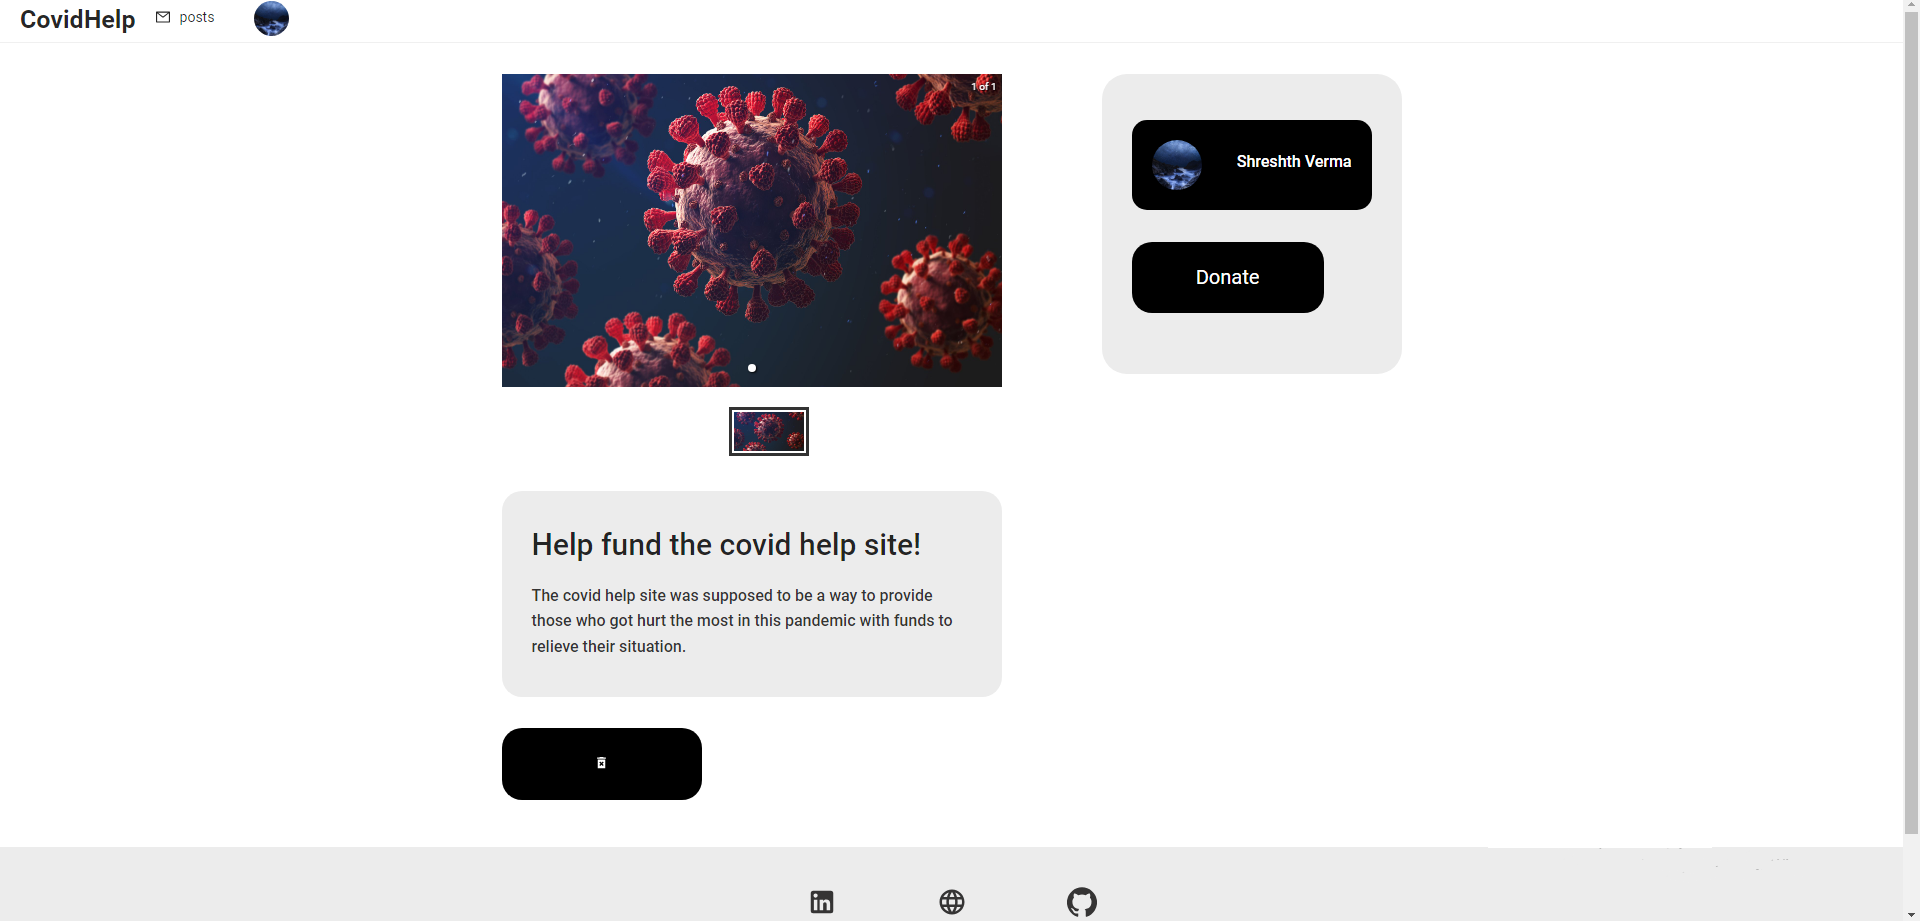 CovidHelp
posts
1 of 1
Shreshth Verma
Donate
Help fund the covid help site!
The covid help site was supposed to be a way to provide
those who got hurt the most in this pandemic with funds to
relieve their situation.